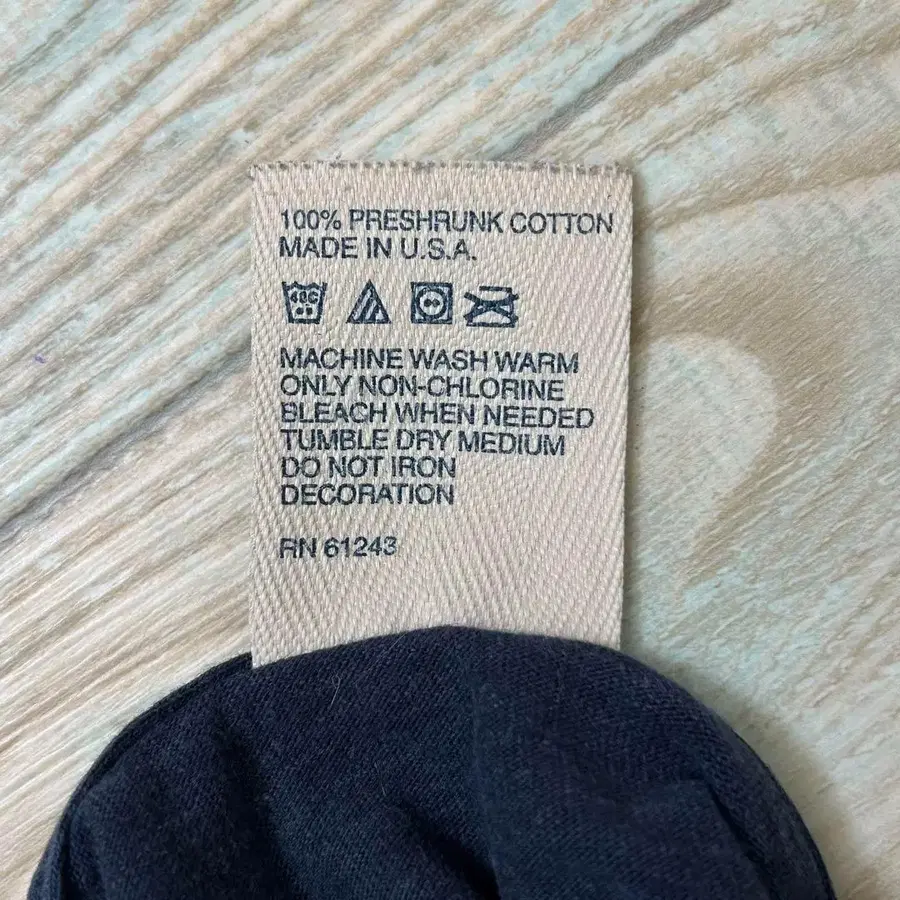 100% PRESHRUNK COTTON
MADE IN U.S.A.
40C
MACHINE WASH WARM
ONLY NON-CHLORINE
BLEACH WHEN NEEDED
TUMBLE DRY MEDIUM
DO NOT IRON
DECORATION
RN 61243